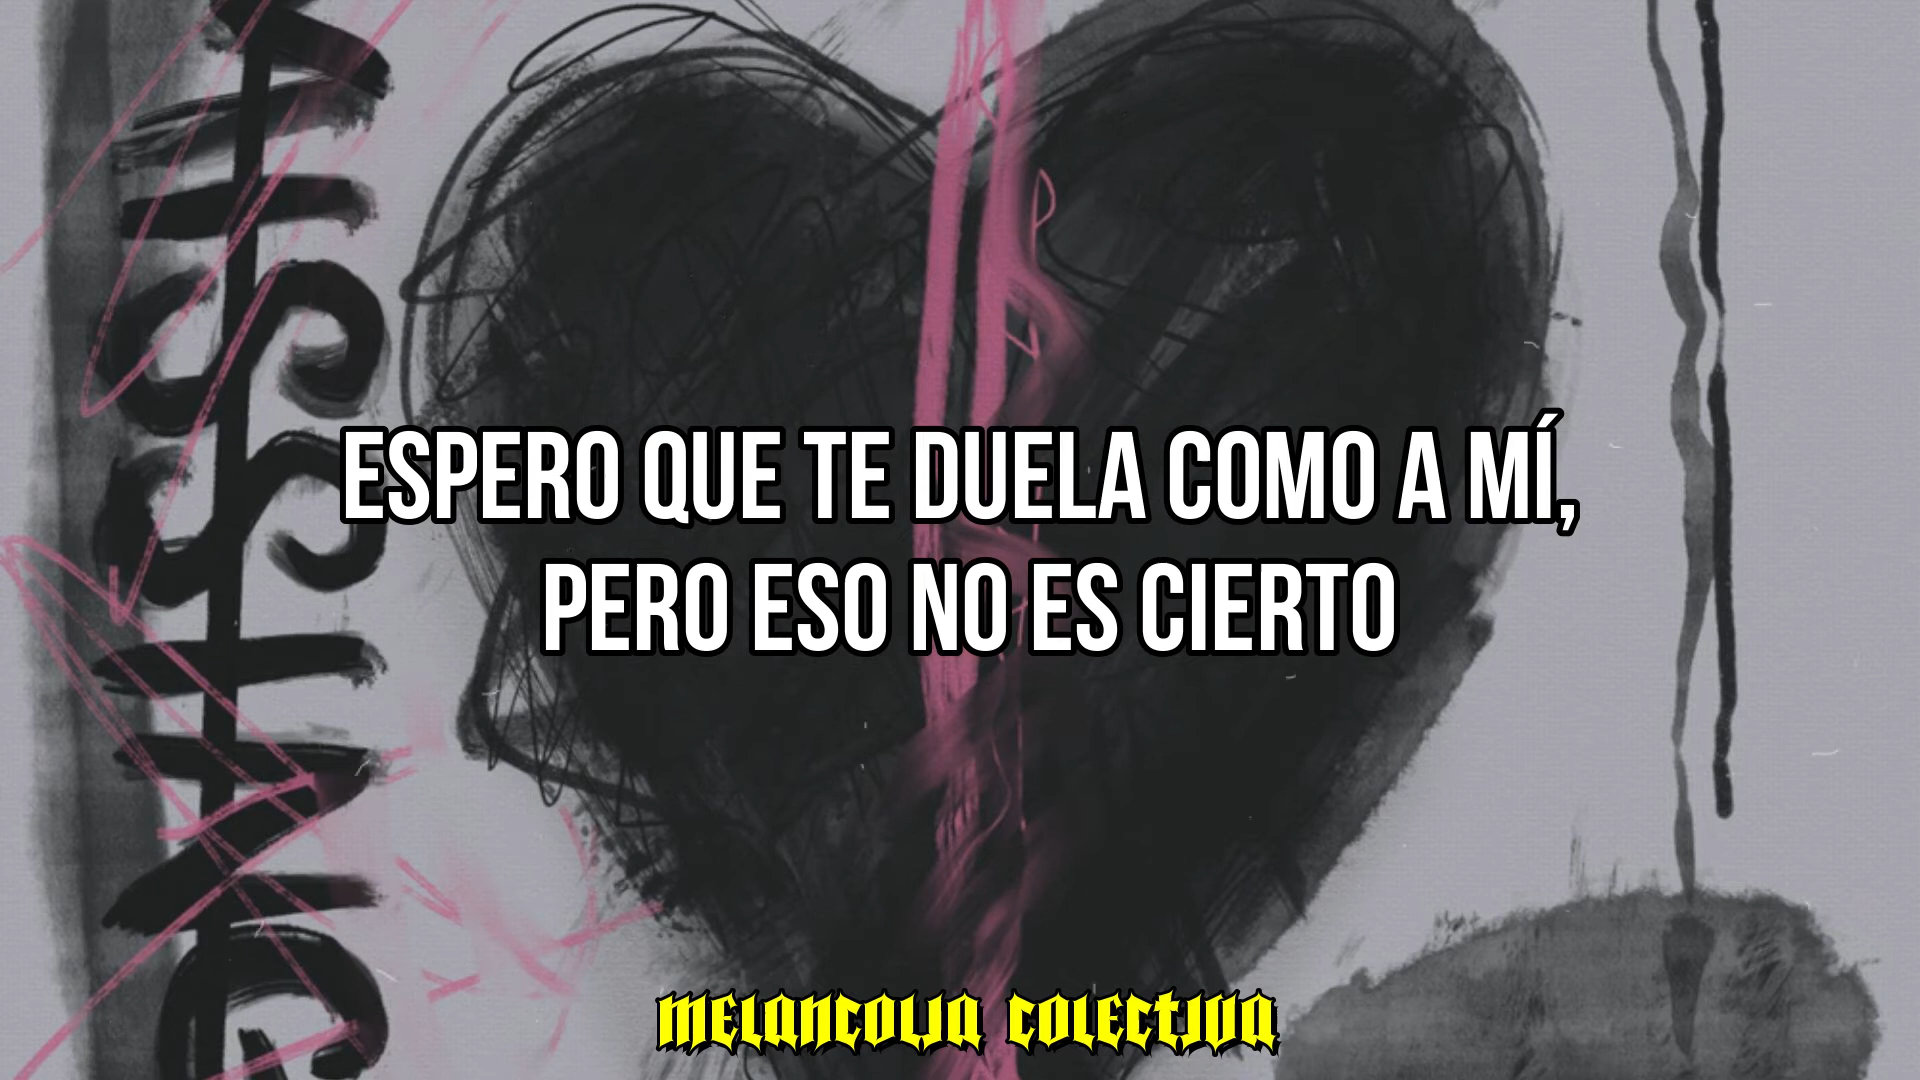 ESPERO QUE TE DUELA COMO A MÍ,
PERO ESO NO ES CIERTO
MELANCOLIA COLECTIVA